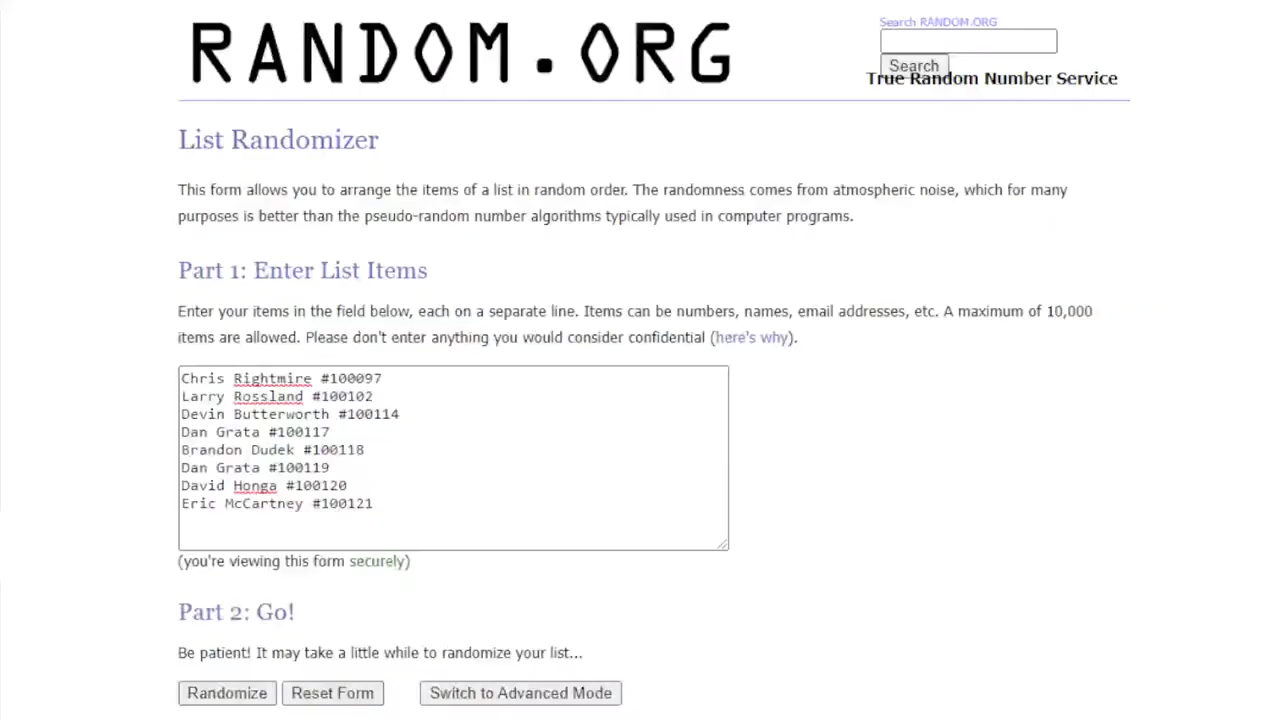 RANDOM.ORG
Search RANDOM.ORG
Search
True Random Number Service
List Randomizer
This form allows you to arrange the items of a list in random order. The randomness comes from atmospheric noise, which for many
purposes is better than the pseudo-random number algorithms typically used in computer programs.
Part 1: Enter List Items
Enter your items in the field below, each on a separate line. Items can be numbers, names, email addresses, etc. A maximum of 10,000
items are allowed. Please don't enter anything you would consider confidential (here's why).
Chris Rightmire #100097
Larry Rossland #100102
Devin Butterworth #100114
Dan Grata #100117
Brandon Dudek #100118
Dan Grata #100119
David Honga #100120
Eric McCartney #100121
(you're viewing this form securely)
Part 2: Go!
Be patient! It may take a little while to randomize your list...
Randomize Reset Form Switch to Advanced Mode